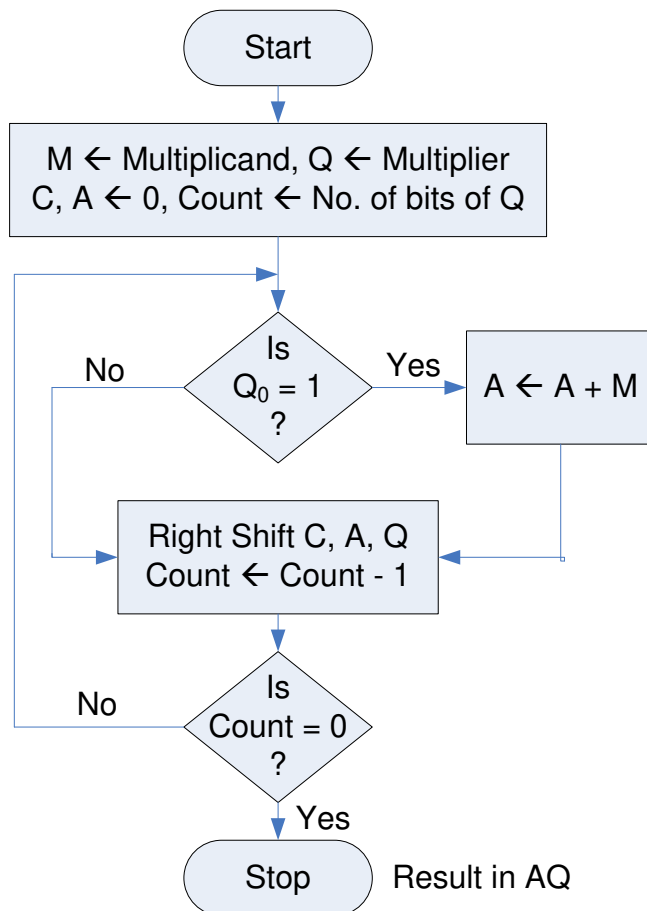 Start
M ← Multiplicand, Q ← Multiplier
C, A ← 0, Count ← No. of bits of Q
Is
Q₀ = 1
?
No
Yes
A ← A + M
Right Shift C, A, Q
Count ← Count - 1
Is
Count = 0
?
No
Yes
Stop
Result in AQ